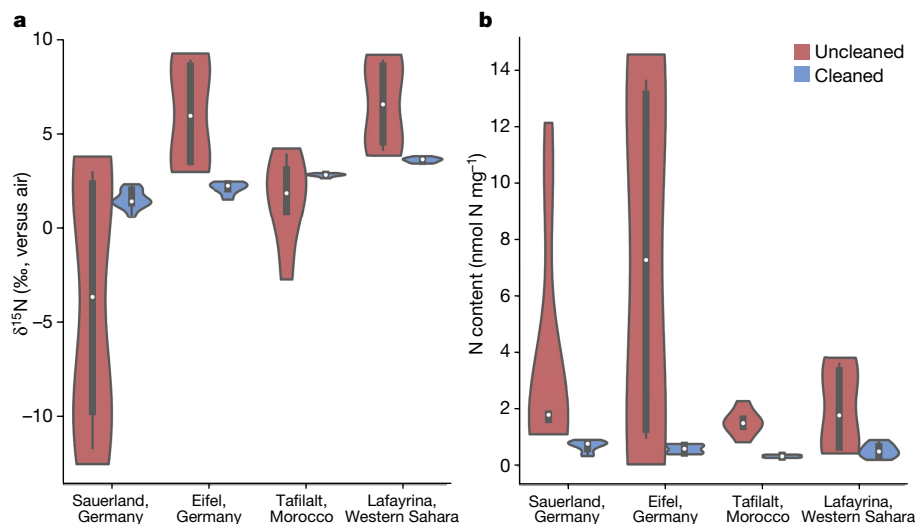 a
10
5
0
−5
−10
δ15N (‰, versus air)
Sauerland,
Germany
Eifel,
Germany
Tafilalt,
Morocco
Lafayrina,
Western Sahara
b
Uncleaned
Cleaned
14
12
10
8
6
4
2
0
N content (nmol N mg−1)
Sauerland,
Germany
Eifel,
Germany
Tafilalt,
Morocco
Lafayrina,
Western Sahara